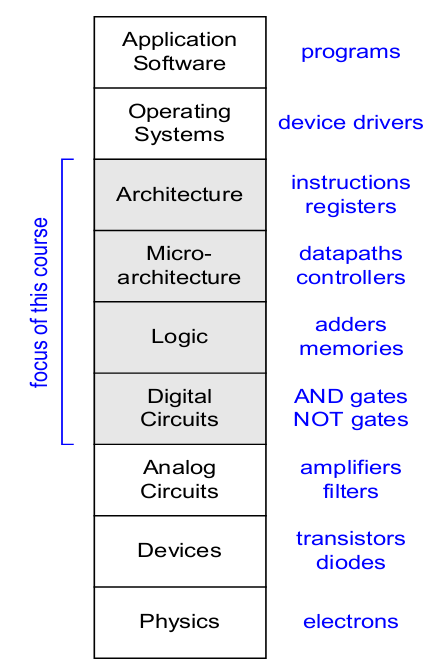 Application
Software
programs
Operating
Systems
device drivers
focus of this course
Architecture
instructions
registers
Micro-
architecture
datapaths
controllers
Logic
adders
memories
Digital
Circuits
AND gates
NOT gates
Analog
Circuits
amplifiers
filters
Devices
transistors
diodes
Physics
electrons